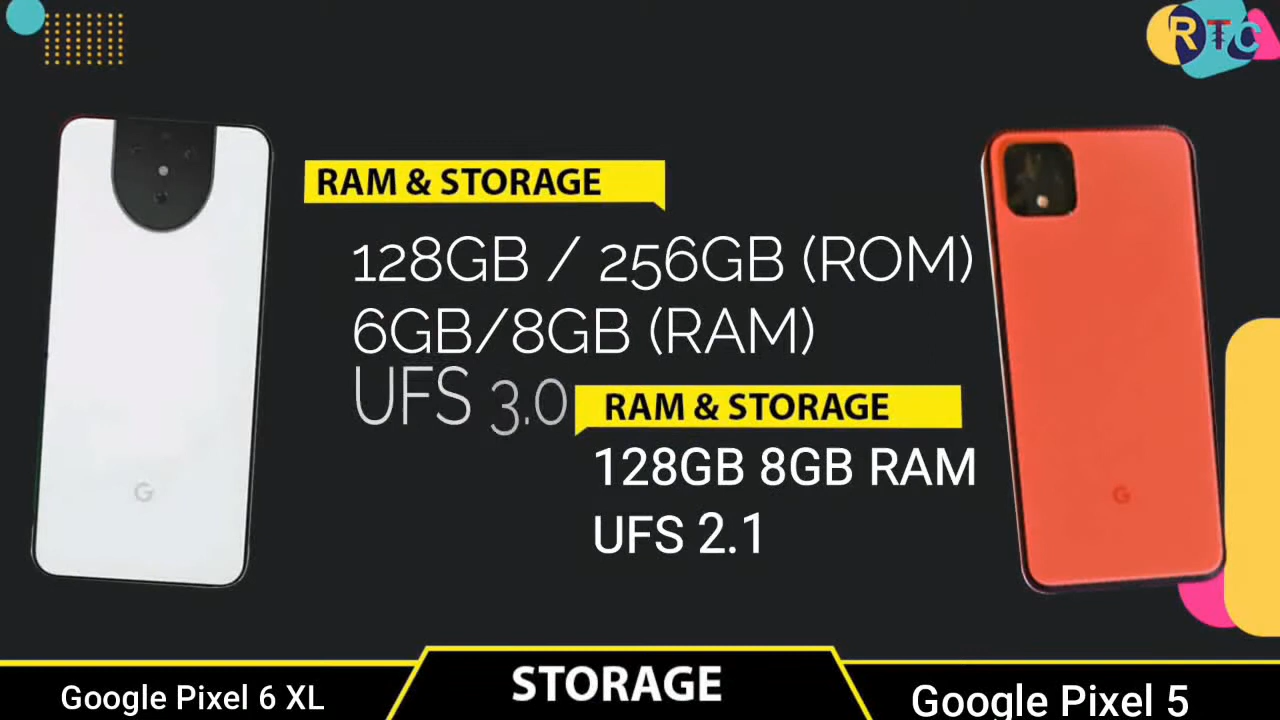 RTC
RAM & STORAGE
128GB / 256GB (ROM)
6GB/8GB (RAM)
UFS 3.0
RAM & STORAGE
128GB 8GB RAM
UFS 2.1
G
G
Google Pixel 6 XL
STORAGE
Google Pixel 5